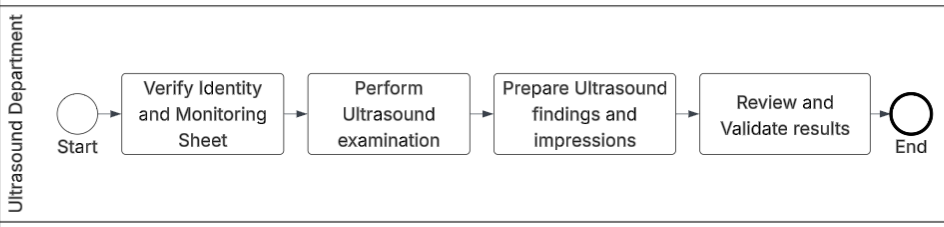 Ultrasound Department
Start
Verify Identity
and Monitoring
Sheet
Perform
Ultrasound
examination
Prepare Ultrasound
findings and
impressions
Review and
Validate results
End